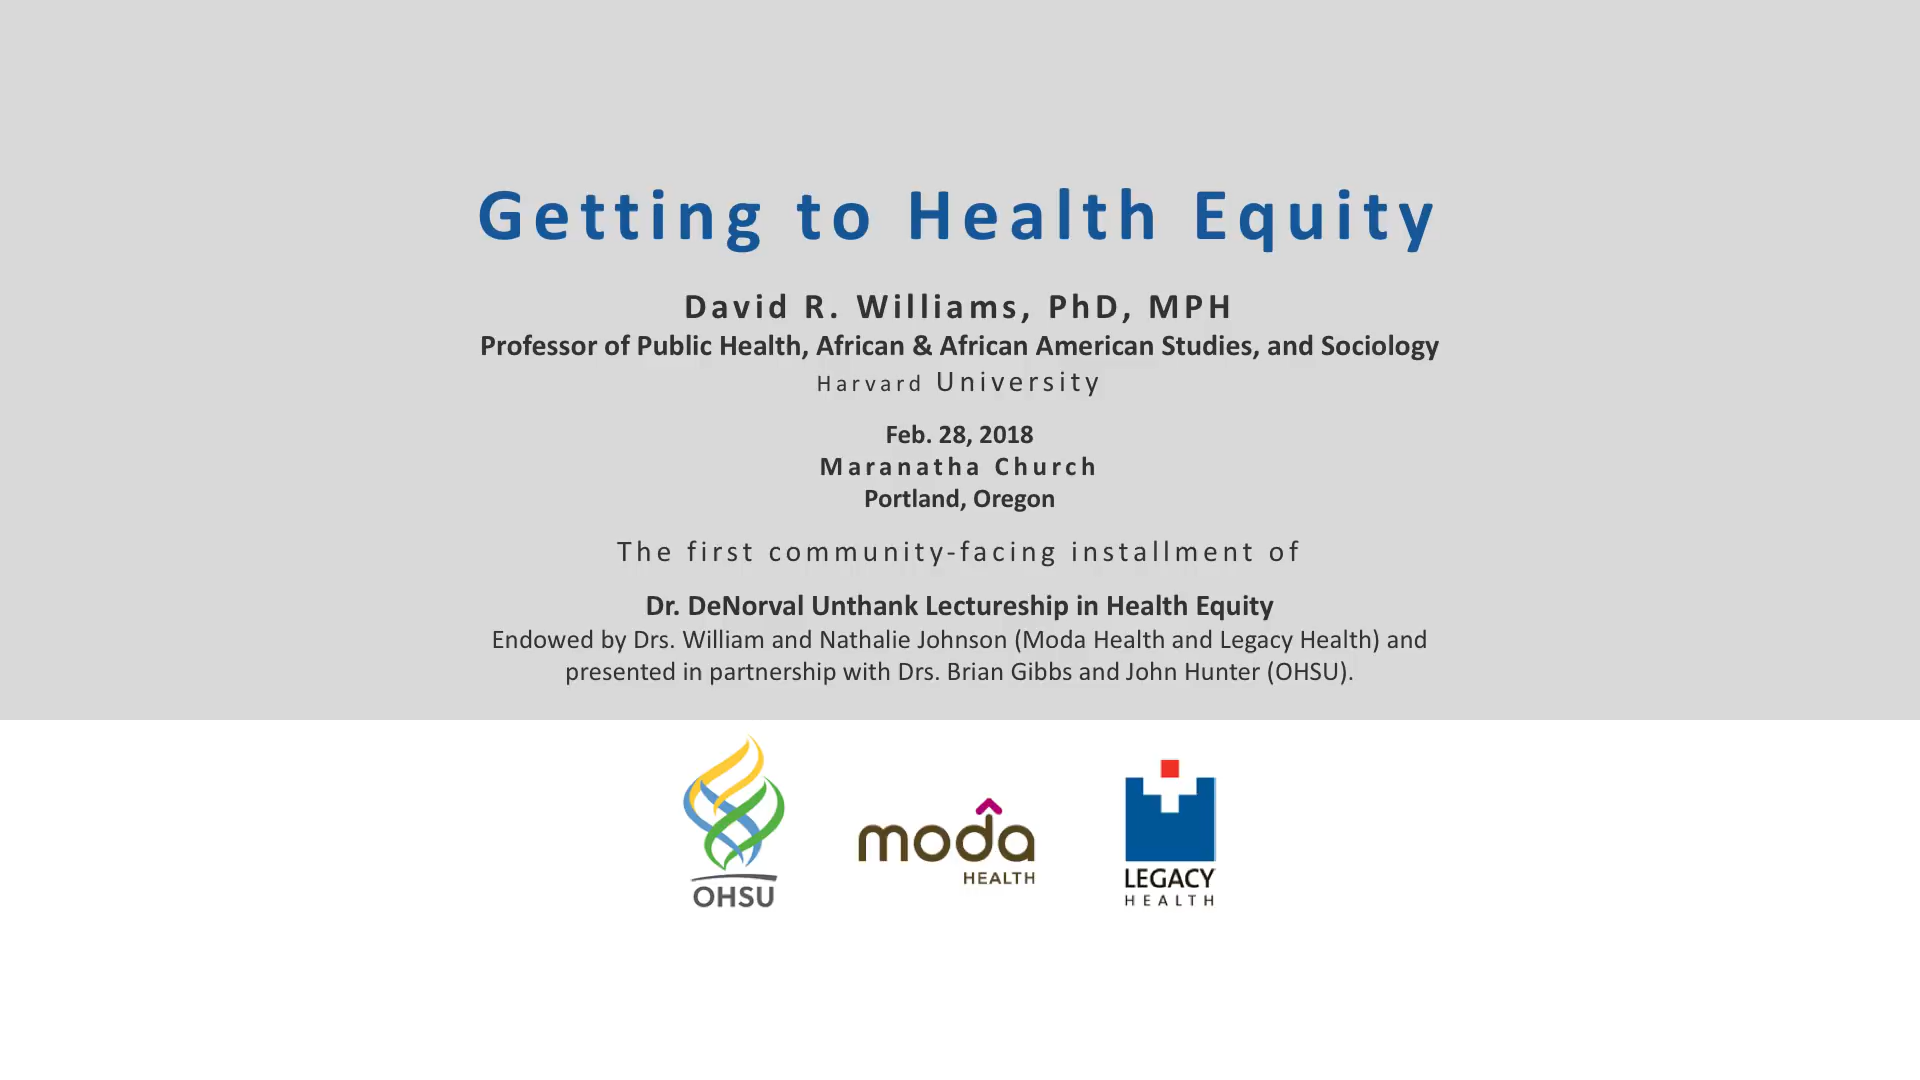 Getting to Health Equity
David R. Williams, PhD, MPH
Professor of Public Health, African & African American Studies, and Sociology
Harvard University
Feb. 28, 2018
Maranatha Church
Portland, Oregon
The first community-facing installment of
Dr. DeNorval Unthank Lectureship in Health Equity
Endowed by Drs. William and Nathalie Johnson (Moda Health and Legacy Health) and
presented in partnership with Drs. Brian Gibbs and John Hunter (OHSU).
OHSU
moda
HEALTH
LEGACY
HEALTH